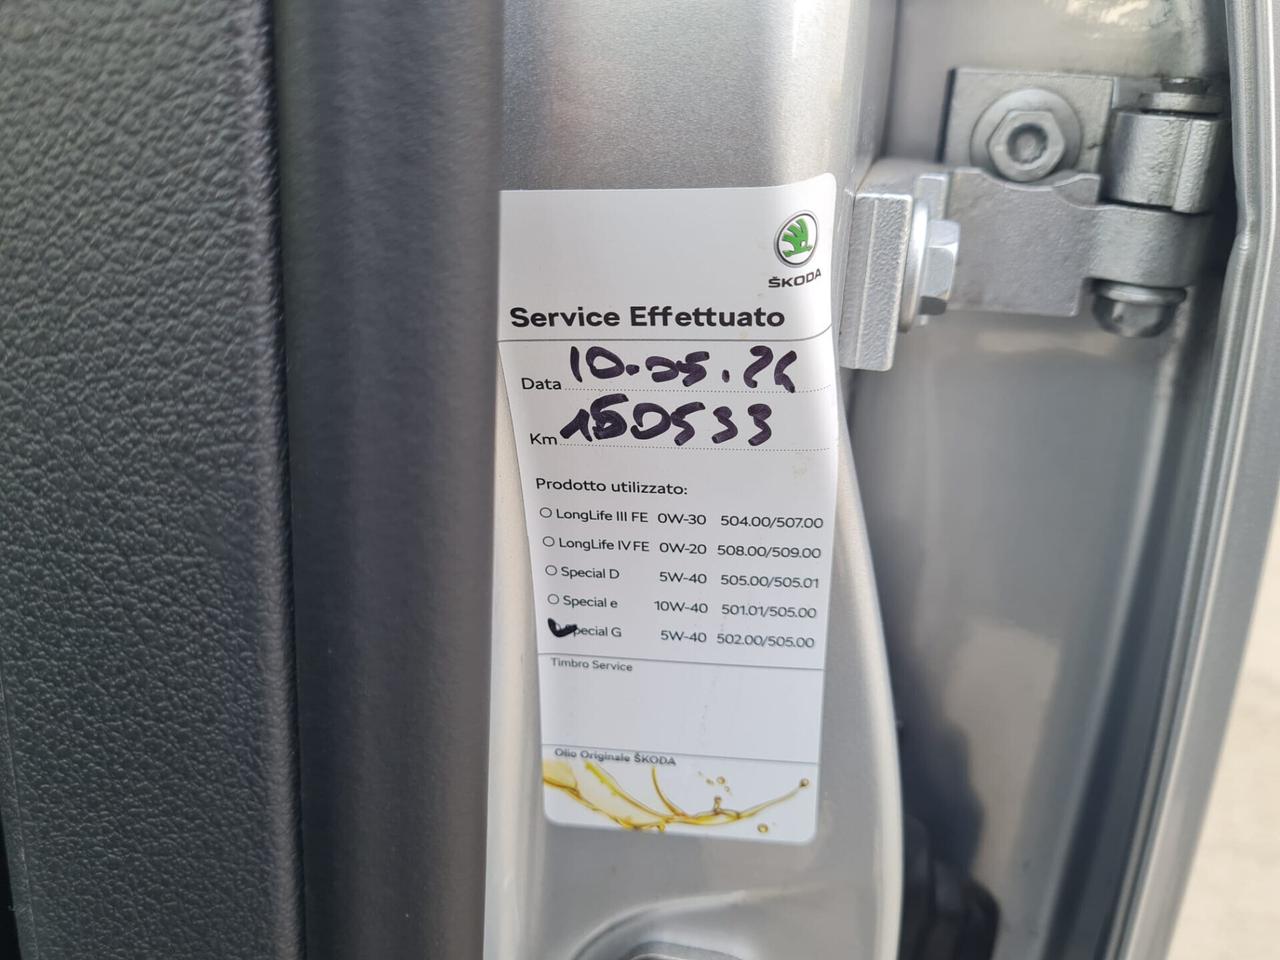 ŠKODA
Service Effettuato
Data 10.05.24
Km 150533
Prodotto utilizzato:
LongLife III FE 0W-30 504.00/507.00
LongLife IV FE 0W-20 508.00/509.00
Special D 5W-40 505.00/505.01
Special e 10W-40 501.01/505.00
Special G 5W-40 502.00/505.00
Timbro Service
Olio Originale ŠKODA